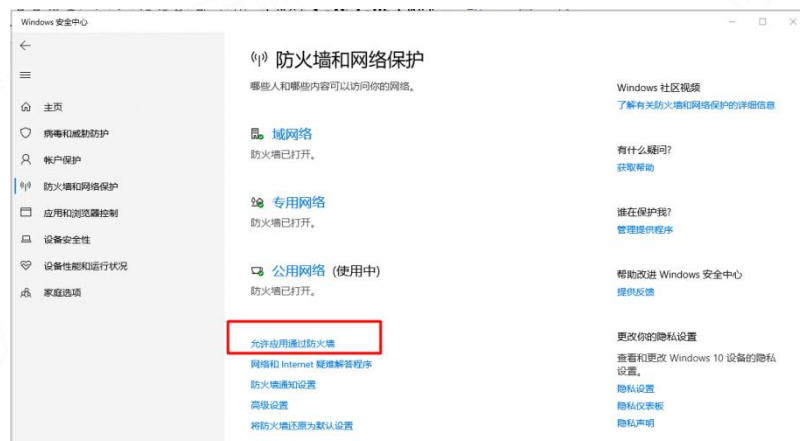 Windows 安全中心
主页
病毒和威胁防护
帐户保护
防火墙和网络保护
应用和浏览器控制
设备安全性
设备性能和运行状况
家庭选项
防火墙和网络保护
哪些人和哪些内容可以访问你的网络。
域网络
防火墙已打开。
专用网络
防火墙已打开。
公用网络 (使用中)
防火墙已打开。
允许应用通过防火墙
网络和 Internet 疑难解答程序
防火墙通知设置
高级设置
将防火墙还原为默认设置
Windows 社区视频
了解有关防火墙和网络保护的详细信息
有什么疑问?
获取帮助
谁在保护我?
管理提供程序
帮助改进 Windows 安全中心
提供反馈
更改你的隐私设置
查看和更改 Windows 10 设备的隐私
设置。
隐私设置
隐私仪表板
隐私声明